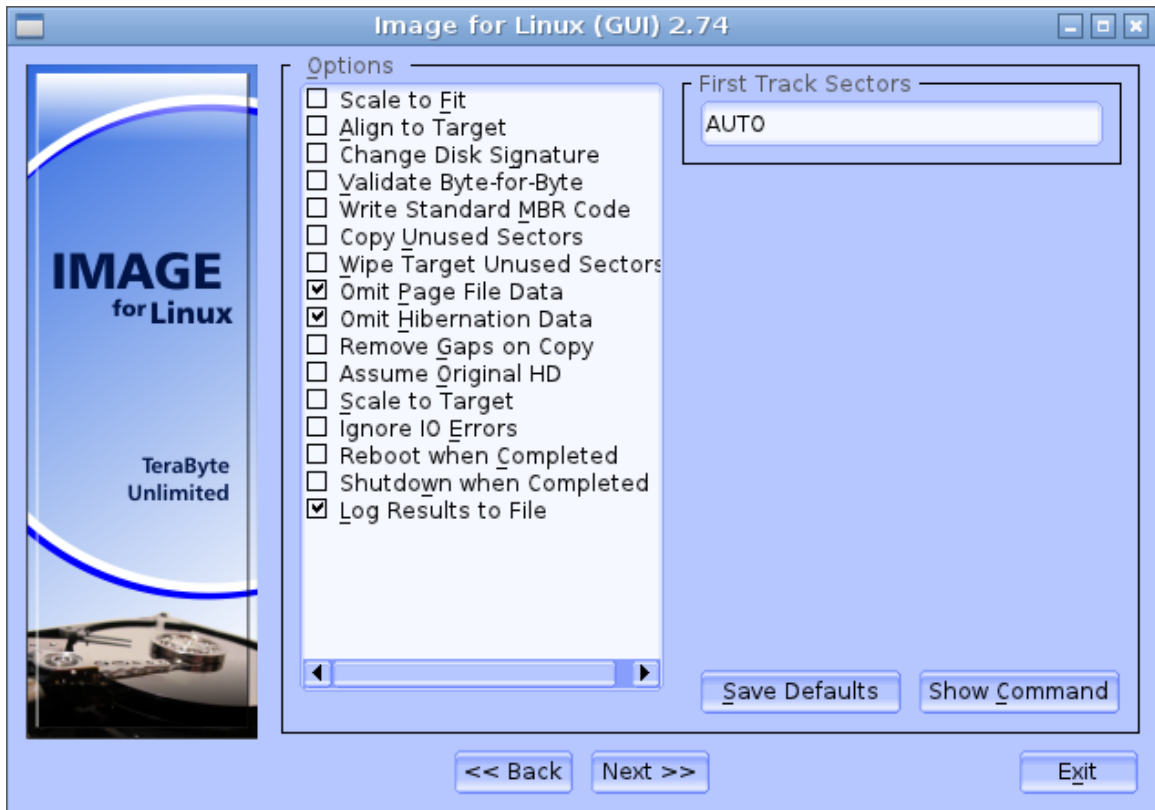 Image for Linux (GUI) 2.74
IMAGE
for Linux
TeraByte
Unlimited
Options
Scale to Fit
Align to Target
Change Disk Signature
Validate Byte-for-Byte
Write Standard MBR Code
Copy Unused Sectors
Wipe Target Unused Sectors
Omit Page File Data
Omit Hibernation Data
Remove Gaps on Copy
Assume Original HD
Scale to Target
Ignore IO Errors
Reboot when Completed
Shutdown when Completed
Log Results to File
First Track Sectors
AUTO
Save Defaults
Show Command
<< Back
Next >>
Exit